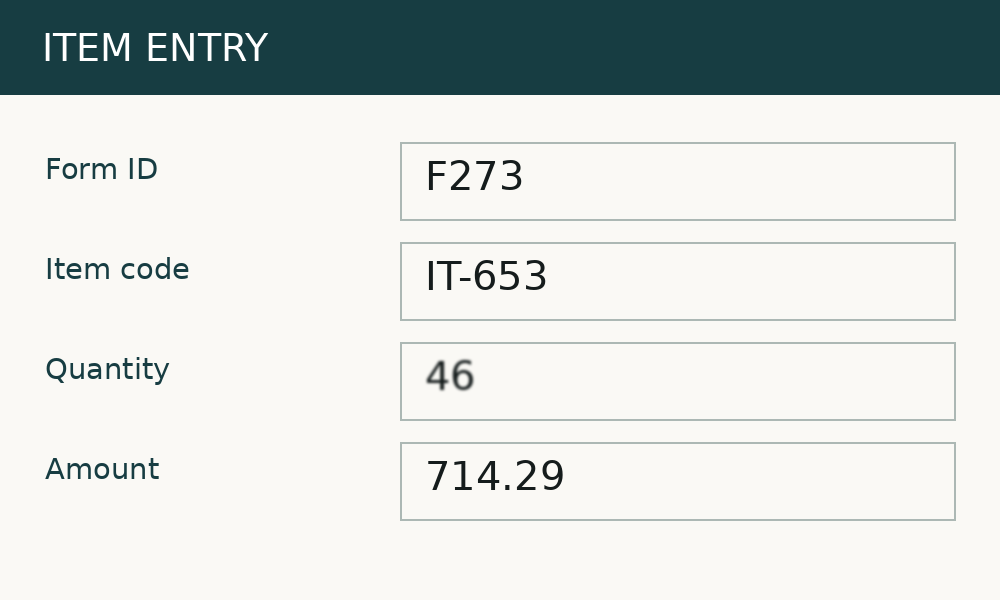 ITEM ENTRY
Form ID F273
Item code IT-653
Quantity 46
Amount 714.29